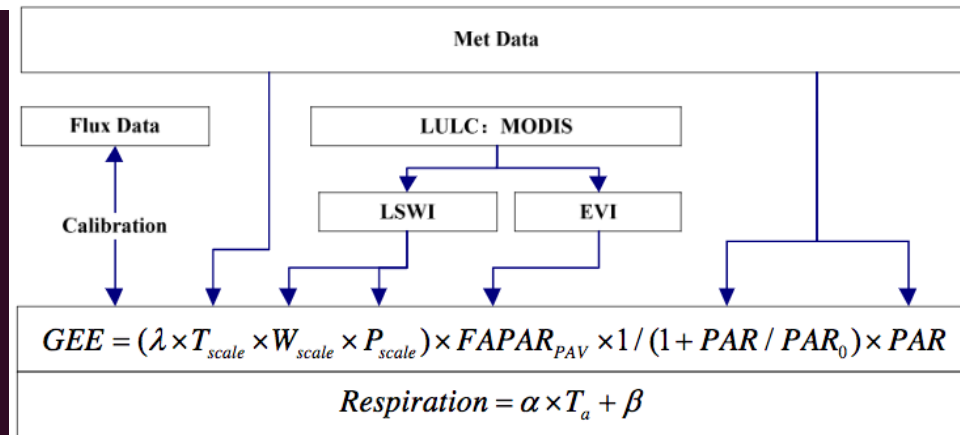 Met Data
Flux Data
LULC：MODIS
LSWI
EVI
Calibration
GEE = (λ × T_scale × W_scale × P_scale) × FAPAR_PAV × 1 / (1 + PAR / PAR_0) × PAR
Respiration = α × T_a + β